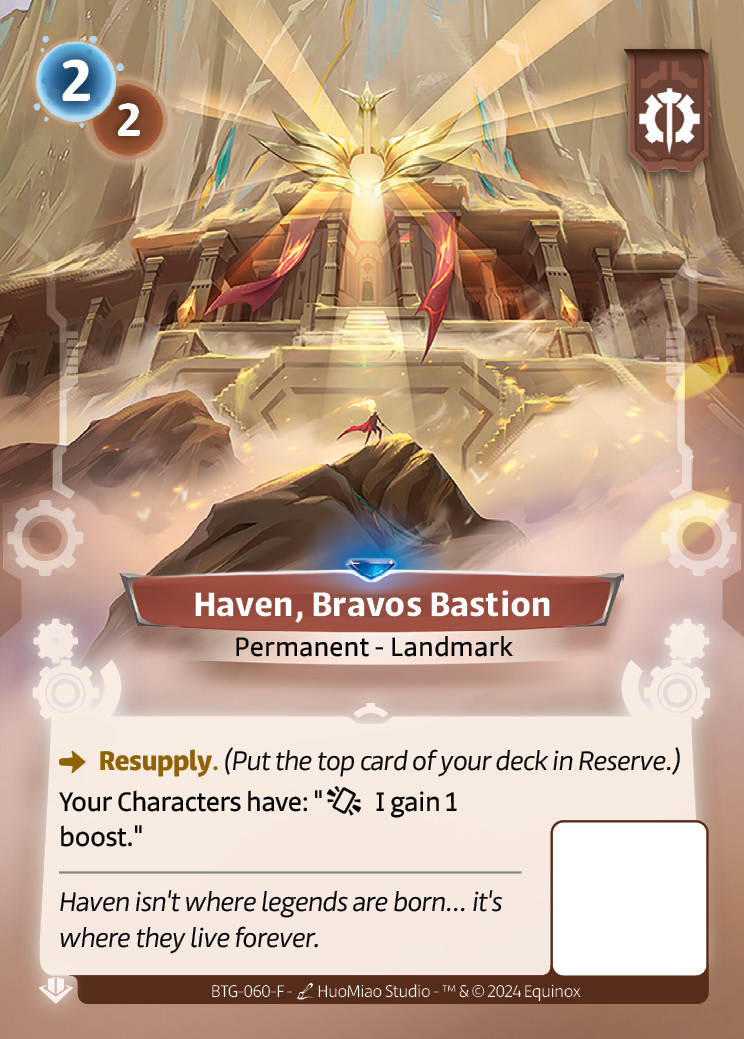 2
2
Haven, Bravos Bastion
Permanent - Landmark
Resupply. (Put the top card of your deck in Reserve.)
Your Characters have: " I gain 1
boost."
Haven isn't where legends are born... it's
where they live forever.
BTG-060-F - HuoMiao Studio - ™ & © 2024 Equinox